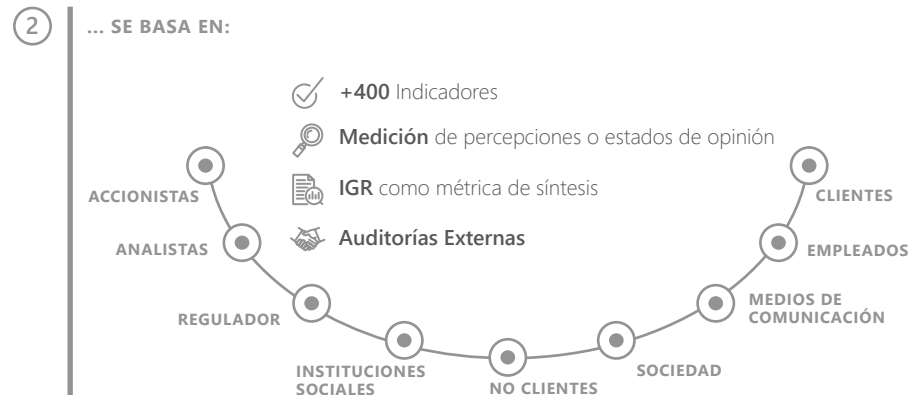 2
... SE BASA EN:
+400 Indicadores
Medición de percepciones o estados de opinión
IGR como métrica de síntesis
Auditorías Externas
ACCIONISTAS
ANALISTAS
REGULADOR
INSTITUCIONES
SOCIALES
NO CLIENTES
SOCIEDAD
MEDIOS DE
COMUNICACIÓN
EMPLEADOS
CLIENTES